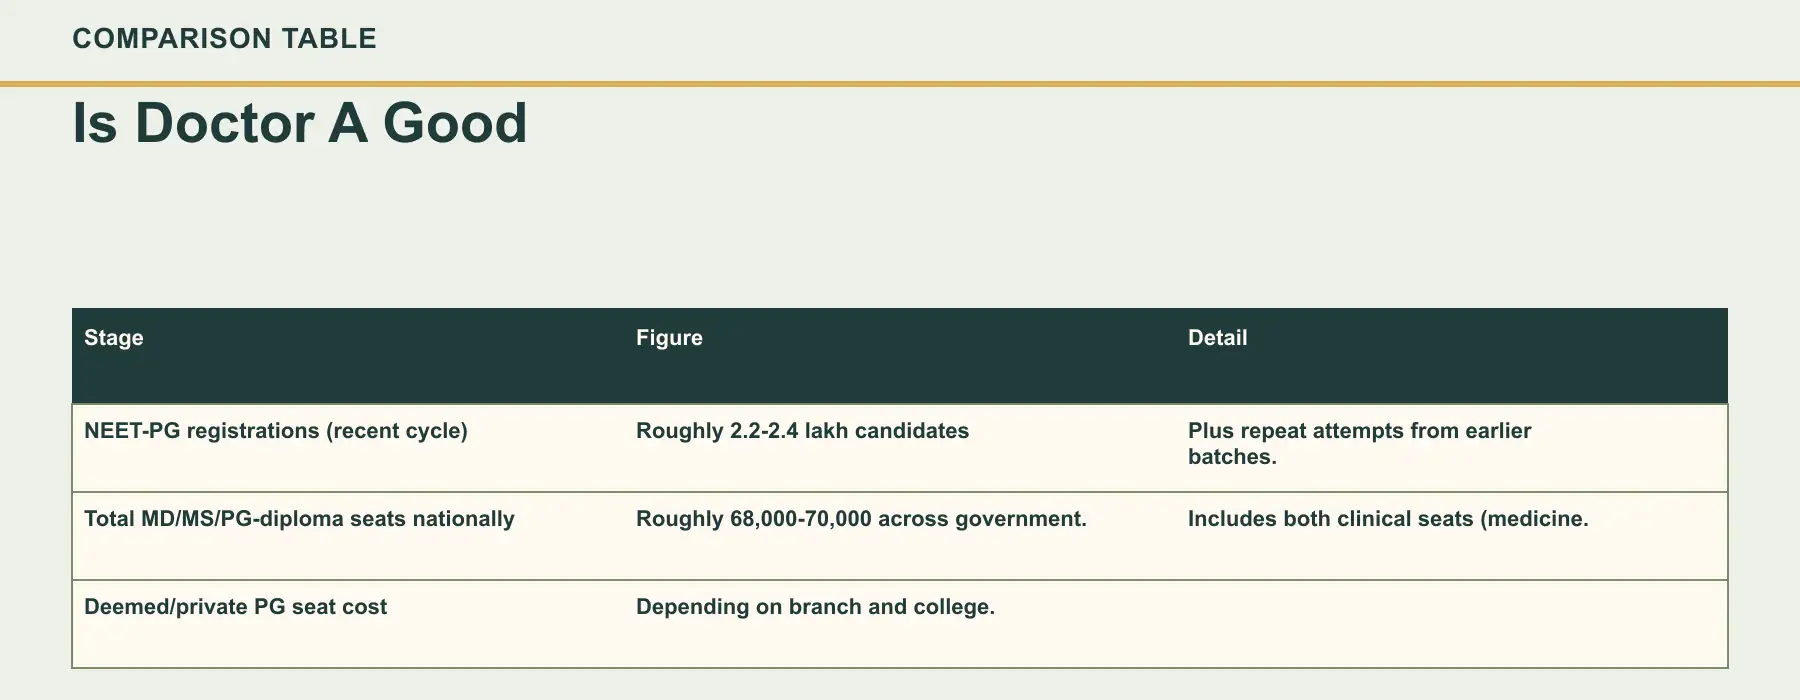 COMPARISON TABLE
Is Doctor A Good
Stage Figure Detail
NEET-PG registrations (recent cycle) Roughly 2.2-2.4 lakh candidates Plus repeat attempts from earlier
batches.
Total MD/MS/PG-diploma seats nationally Roughly 68,000-70,000 across government. Includes both clinical seats (medicine.
Deemed/private PG seat cost Depending on branch and college.